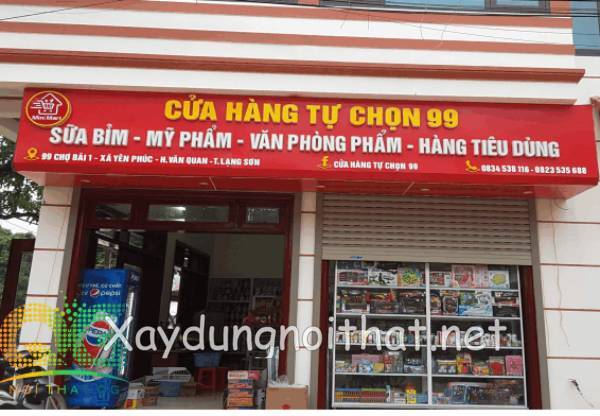 CỬA HÀNG TỰ CHỌN 99
Mini Mart
SỮA BỈM - MỸ PHẨM - VĂN PHÒNG PHẨM - HÀNG TIÊU DÙNG
99 CHỢ BÃI 1 - XÃ YÊN PHÚC - H.VĂN QUAN - T.LẠNG SƠN
CỬA HÀNG TỰ CHỌN 99
0834 538 116 - 0823 535 688
pepsi
Xaydungnoithat.net